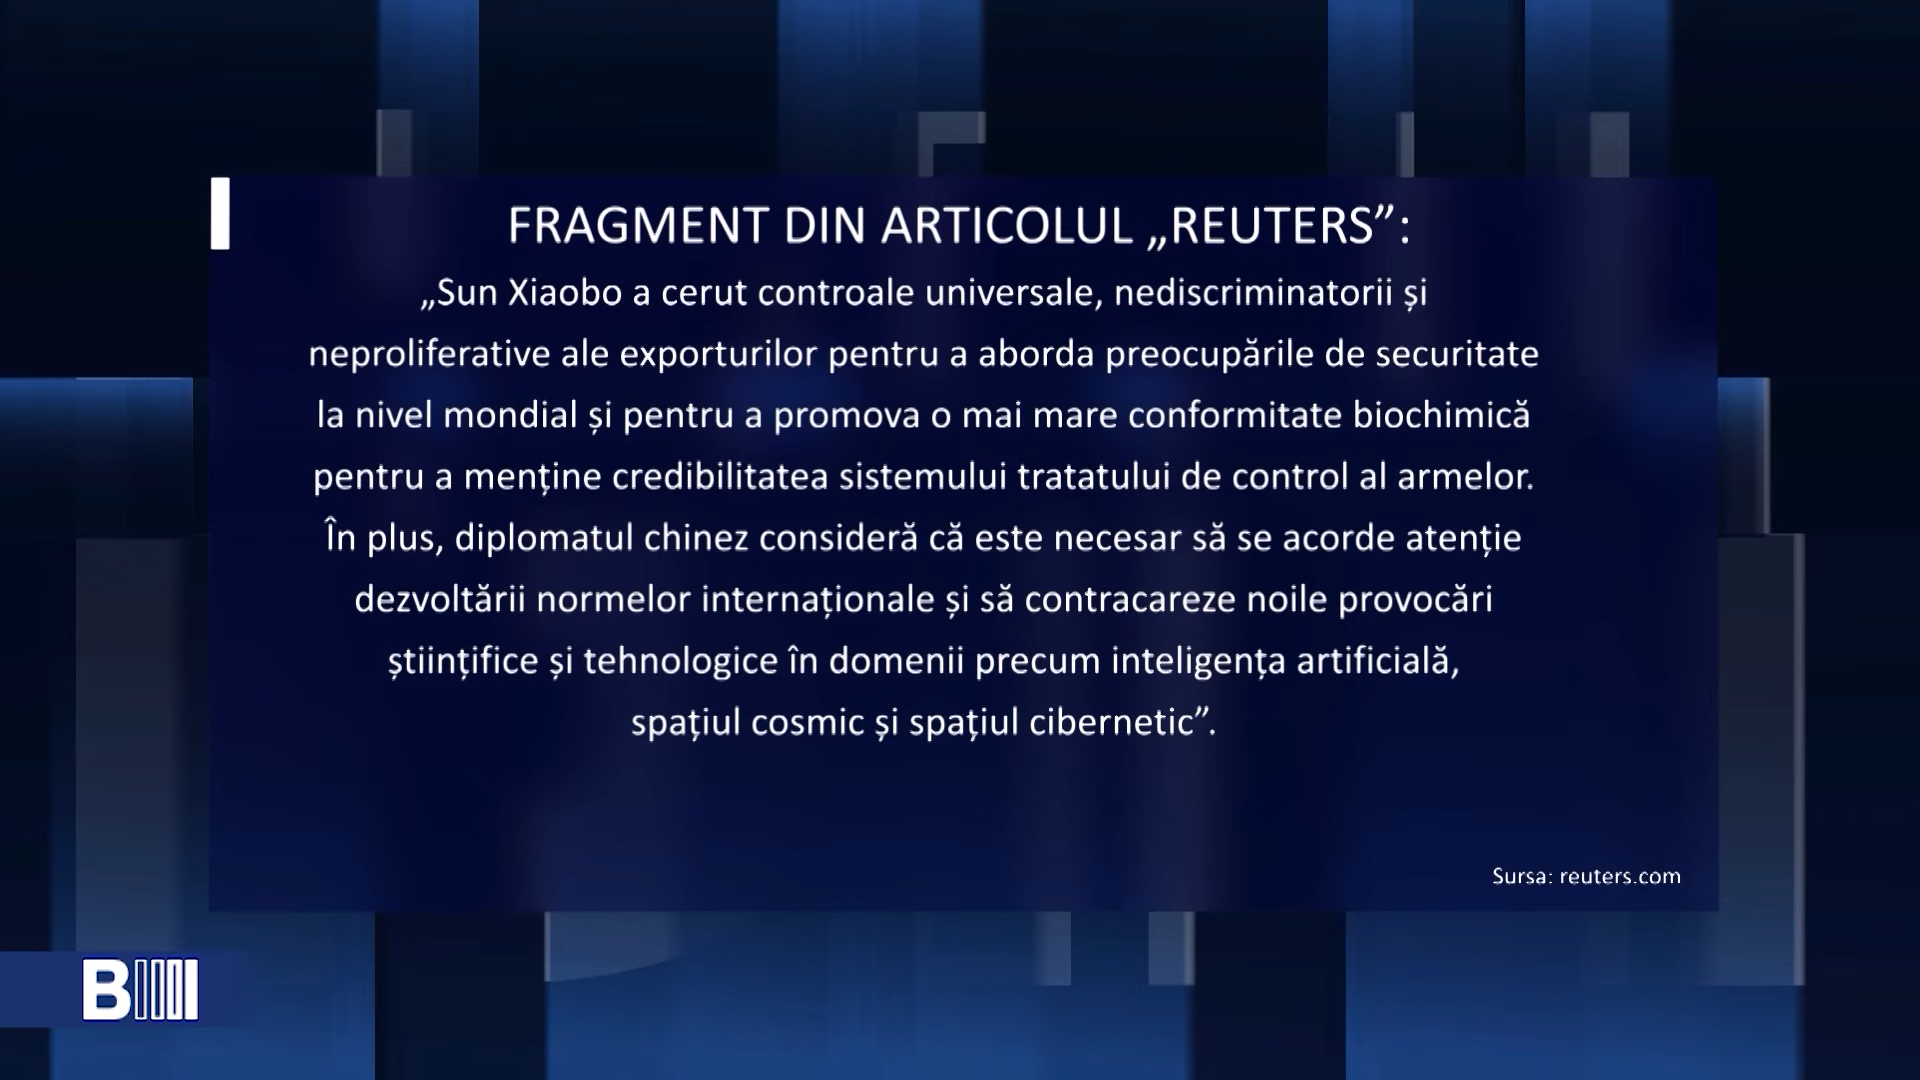 FRAGMENT DIN ARTICOLUL „REUTERS”:
„Sun Xiaobo a cerut controale universale, nediscriminatorii și
neproliferative ale exporturilor pentru a aborda preocupările de securitate
la nivel mondial și pentru a promova o mai mare conformitate biochimică
pentru a menține credibilitatea sistemului tratatului de control al armelor.
În plus, diplomatul chinez consideră că este necesar să se acorde atenție
dezvoltării normelor internaționale și să contracareze noile provocări
științifice și tehnologice în domenii precum inteligența artificială,
spațiul cosmic și spațiul cibernetic”.
Sursa: reuters.com
B